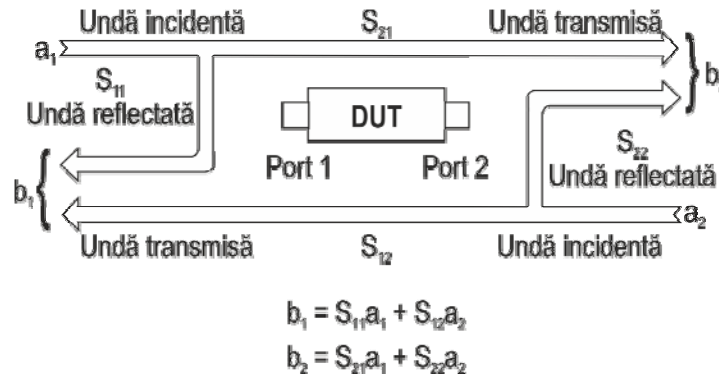 Undă incidentă S₂₁ Undă transmisă
a₁
S₁₁
Undă reflectată
DUT
Port 1 Port 2
S₂₂
Undă reflectată
b₁
a₂
Undă transmisă S₁₂ Undă incidentă
b₁ = S₁₁a₁ + S₁₂a₂
b₂ = S₂₁a₁ + S₂₂a₂